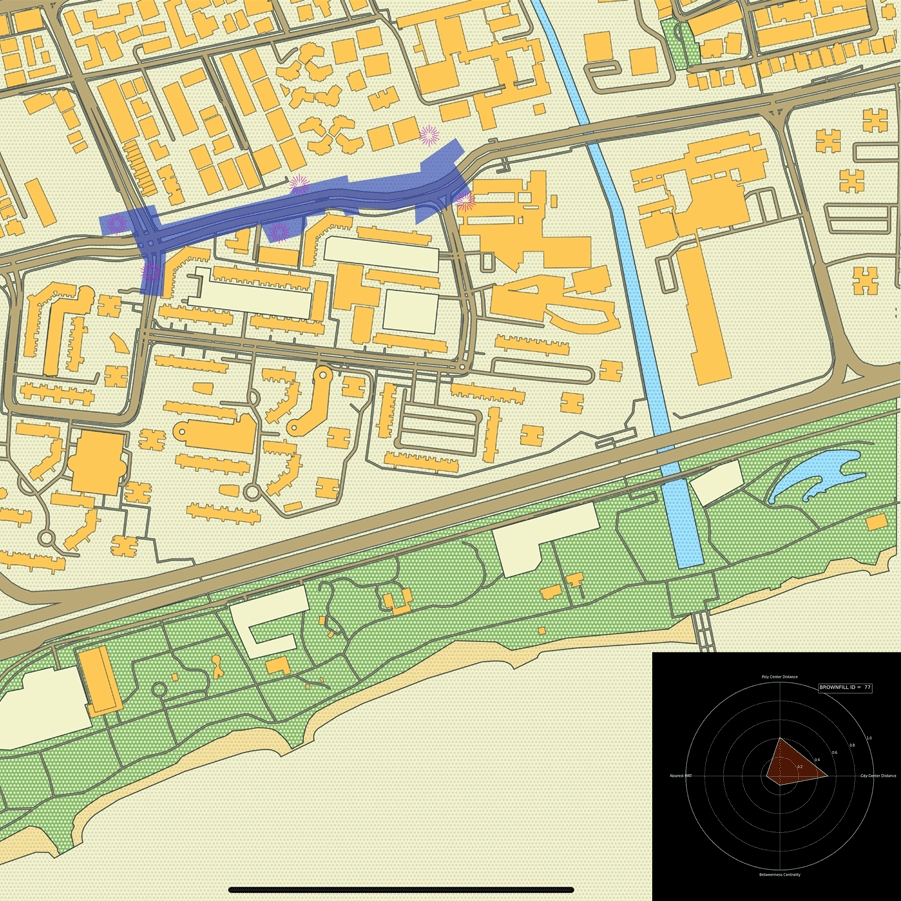 Poly Center Distance
BROWNFILL ID = 77
1.0
0.8
0.6
0.4
0.2
Nearest MRT
City Center Distance
Betweenness Centrality